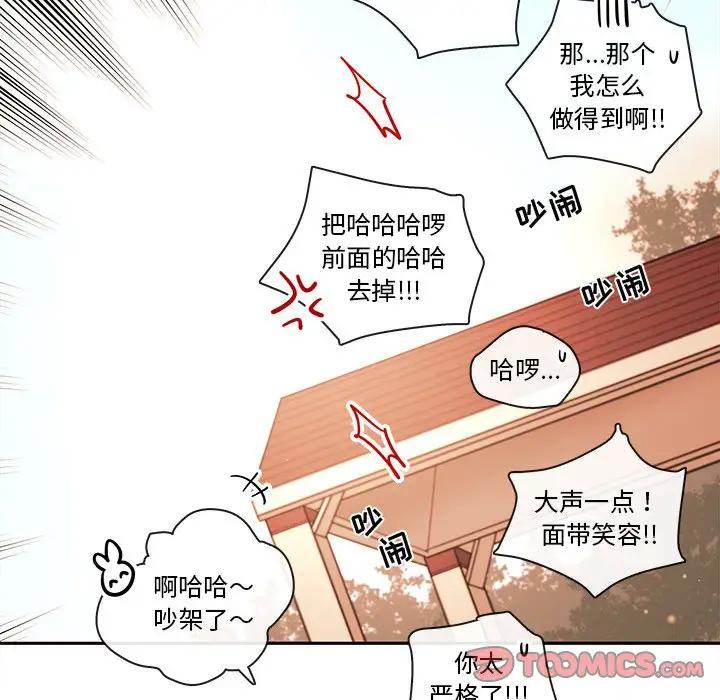 那...那个
我怎么
做得到啊!!
吵闹
把哈哈哈啰
前面的哈哈
去掉!!!
吵闹
哈啰...
大声一点！
面带笑容!!
吵闹
啊哈哈～
吵架了～
你太
严格了!!!
TOOMICS.COM